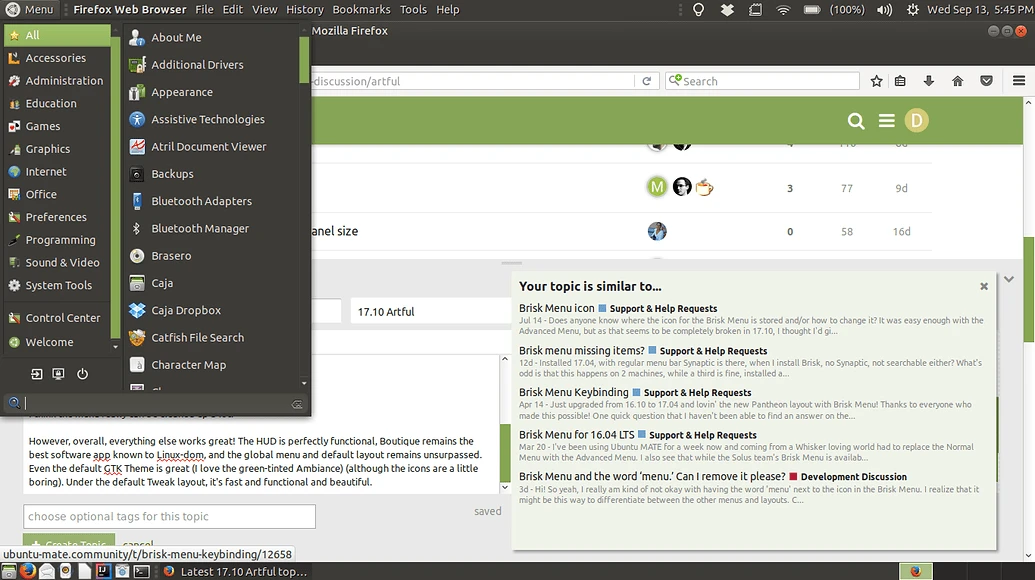 Menu Firefox Web Browser File Edit View History Bookmarks Tools Help (100%) Wed Sep 13, 5:45 PM
Mozilla Firefox
All
Accessories
Administration
Education
Games
Graphics
Internet
Office
Preferences
Programming
Sound & Video
System Tools
Control Center
Welcome
About Me
Additional Drivers
Appearance
Assistive Technologies
Atril Document Viewer
Backups
Bluetooth Adapters
Bluetooth Manager
Brasero
Caja
Caja Dropbox
Catfish File Search
Character Map
-discussion/artful
Search
D
M 3 77 9d
anel size 0 58 16d
17.10 Artful
Your topic is similar to...
Brisk Menu icon Support & Help Requests
Jul 14 - Does anyone know where the icon for the Brisk Menu is stored and/or how to change it? It was easy enough with the
Advanced Menu, but as that seems to be completely broken in 17.10, I thought I'd gi...
Brisk menu missing items? Support & Help Requests
12d - Installed 17.04, with regular menu bar Synaptic is there, when I install Brisk, no Synaptic, not searchable either? What's
odd is that this happens on 2 machines, while a third is fine, installed a...
Brisk Menu Keybinding Support & Help Requests
Apr 14 - Just upgraded from 16.10 to 17.04 and lovin' the new Pantheon layout with Brisk Menu! Thanks to everyone who
made this possible! One quick question that I haven't been able to find an answer on the...
Brisk Menu for 16.04 LTS Support & Help Requests
Mar 20 - I've been using Ubuntu MATE for a week now and coming from a Whisker loving world had to replace the Normal
Menu with the Advanced Menu. I also see that while the Solus team's Brisk Menu is availab...
Brisk Menu and the word 'menu.' Can I remove it please? Development Discussion
3d - Hi! So yeah, I really am kind of not okay with having the word 'menu' next to the icon in the Brisk Menu. I realize that it
might be this way to differentiate between the other menus and layouts. C...
However, overall, everything else works great! The HUD is perfectly functional, Boutique remains the
best software app known to Linux-dom, and the global menu and default layout remains unsurpassed.
Even the default GTK Theme is great (I love the green-tinted Ambiance) (although the icons are a little
boring). Under the default Tweak layout, it's fast and functional and beautiful.
choose optional tags for this topic
saved
+ Create Topic cancel
ubuntu-mate.community/t/brisk-menu-keybinding/12658
Latest 17.10 Artful top...